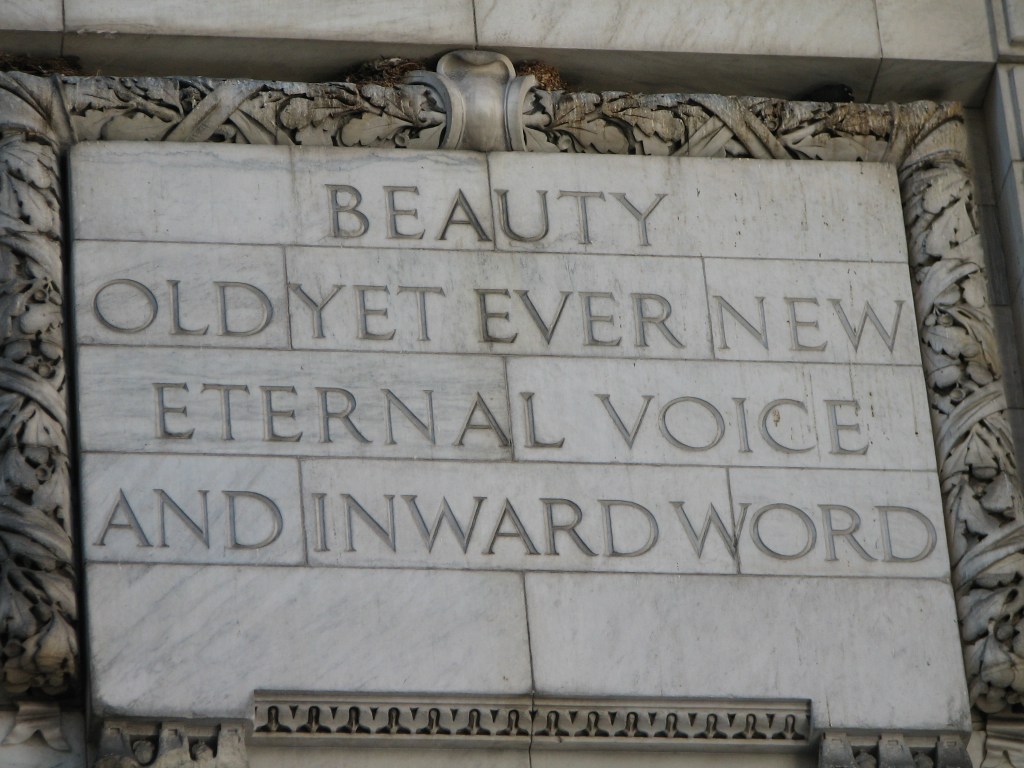 BEAUTY
OLD YET EVER NEW
ETERNAL VOICE
AND INWARD WORD